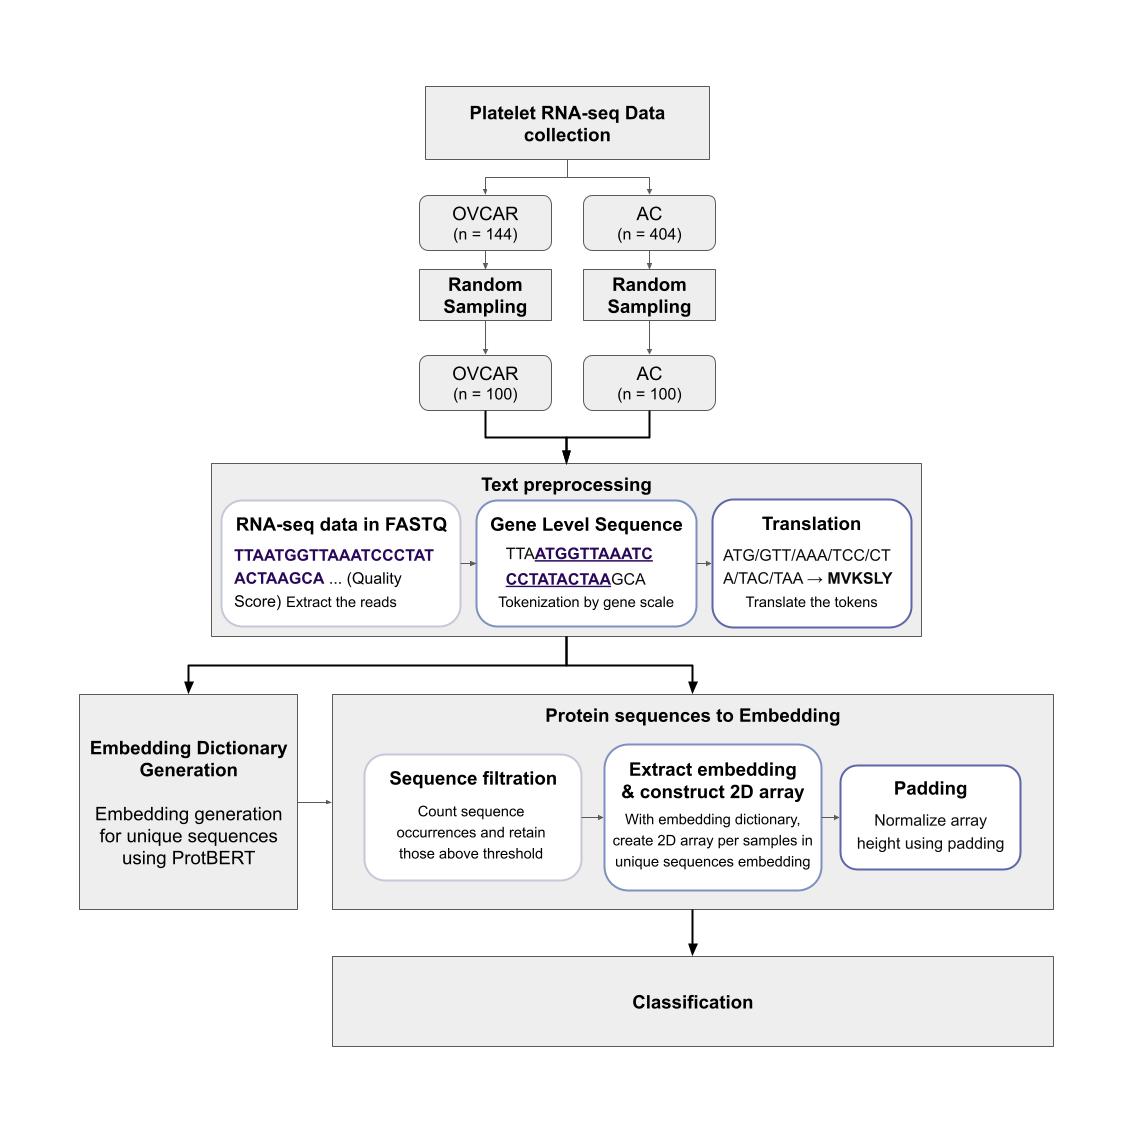 Platelet RNA-seq Data
collection
OVCAR
(n = 144)
AC
(n = 404)
Random
Sampling
Random
Sampling
OVCAR
(n = 100)
AC
(n = 100)
Text preprocessing
RNA-seq data in FASTQ
TTAATGGTTAAATCCCTAT
ACTAAGCA ... (Quality
Score) Extract the reads
Gene Level Sequence
TTAATGGTTAAATC
CCTATACTAAGCA
Tokenization by gene scale
Translation
ATG/GTT/AAA/TCC/CT
A/TAC/TAA → MVKSLY
Translate the tokens
Embedding Dictionary
Generation
Embedding generation
for unique sequences
using ProtBERT
Protein sequences to Embedding
Sequence filtration
Count sequence
occurrences and retain
those above threshold
Extract embedding
& construct 2D array
With embedding dictionary,
create 2D array per samples in
unique sequences embedding
Padding
Normalize array
height using padding
Classification